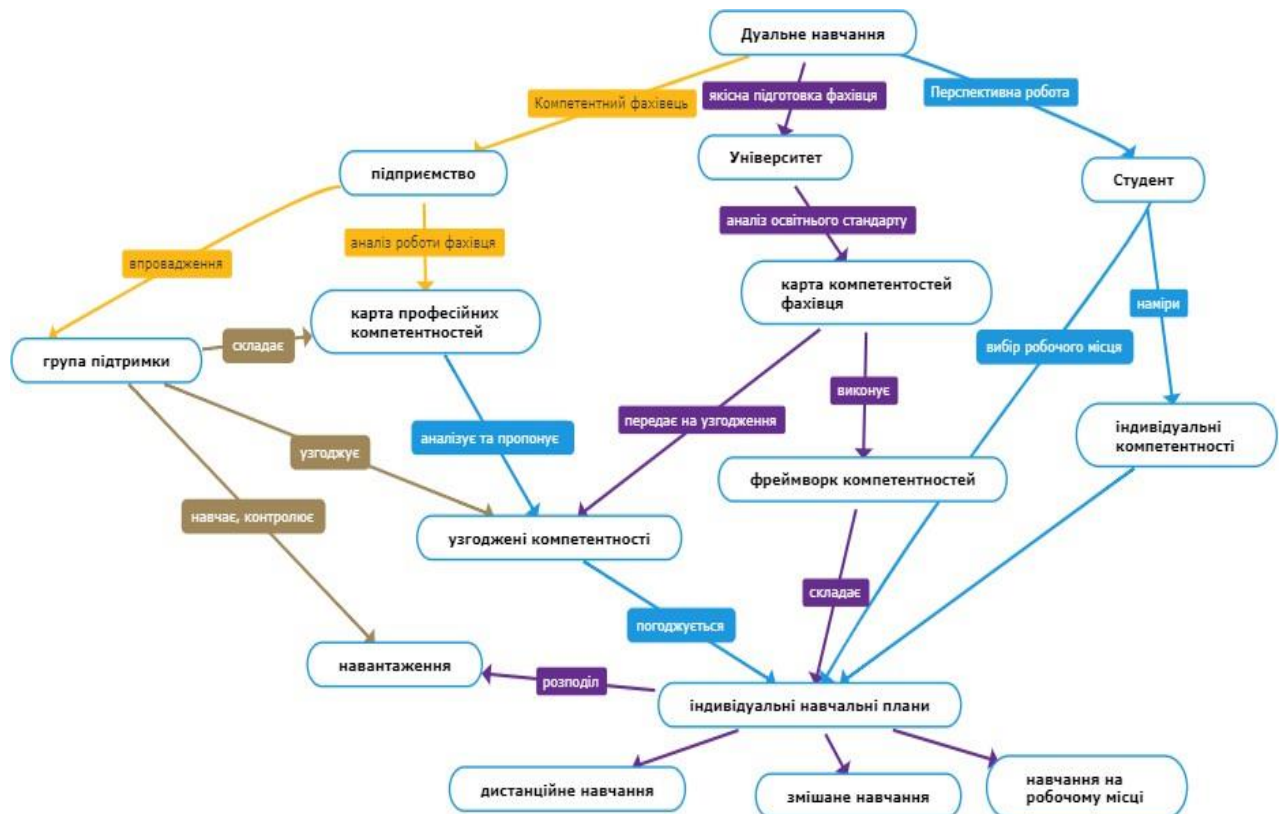 Дуальне навчання
Компетентний фахівець
якісна підготовка фахівця
Перспективна робота
підприємство
Університет
Студент
впровадження
аналіз роботи фахівця
аналіз освітнього стандарту
група підтримки
складає
карта професійних
компетентностей
карта компетентостей
фахівця
наміри
вибір робочого місця
узгоджує
аналізує та пропонує
передає на узгодження
виконує
індивідуальні
компетентності
навчає, контролює
фреймворк компетентностей
узгоджені компетентності
погоджується
складає
навантаження
розподіл
індивідуальні навчальні плани
дистанційне навчання
змішане навчання
навчання на
робочому місці